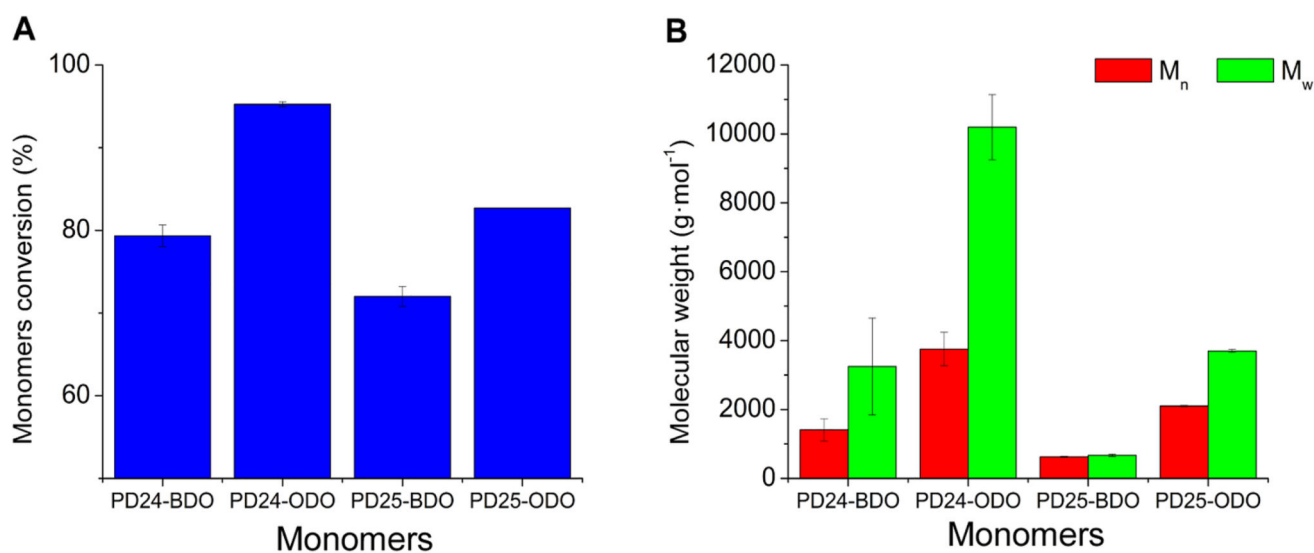 A
Monomers conversion (%)
100
80
60
PD24-BDO PD24-ODO PD25-BDO PD25-ODO
Monomers
B
Mn Mw
Molecular weight (g·mol⁻¹)
12000
10000
8000
6000
4000
2000
0
PD24-BDO PD24-ODO PD25-BDO PD25-ODO
Monomers